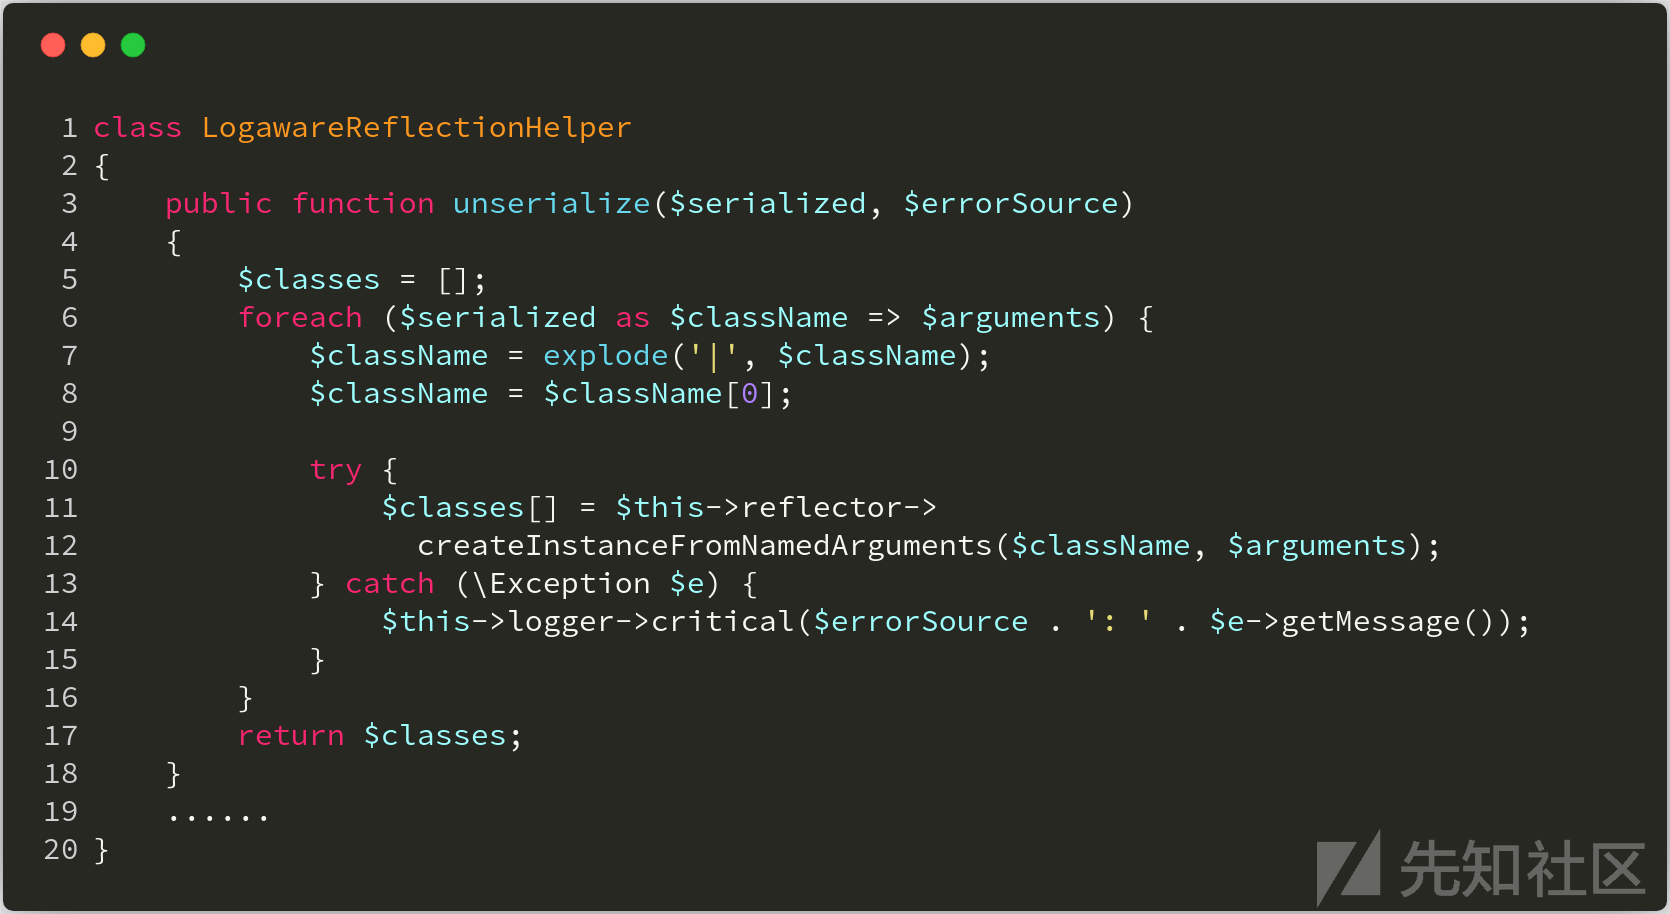 1 class LogawareReflectionHelper
2 {
3     public function unserialize($serialized, $errorSource)
4     {
5         $classes = [];
6         foreach ($serialized as $className => $arguments) {
7             $className = explode('|', $className);
8             $className = $className[0];
9
10             try {
11                 $classes[] = $this->reflector->
12                   createInstanceFromNamedArguments($className, $arguments);
13             } catch (\Exception $e) {
14                 $this->logger->critical($errorSource . ': ' . $e->getMessage());
15             }
16         }
17         return $classes;
18     }
19     ......
20 }
先知社区